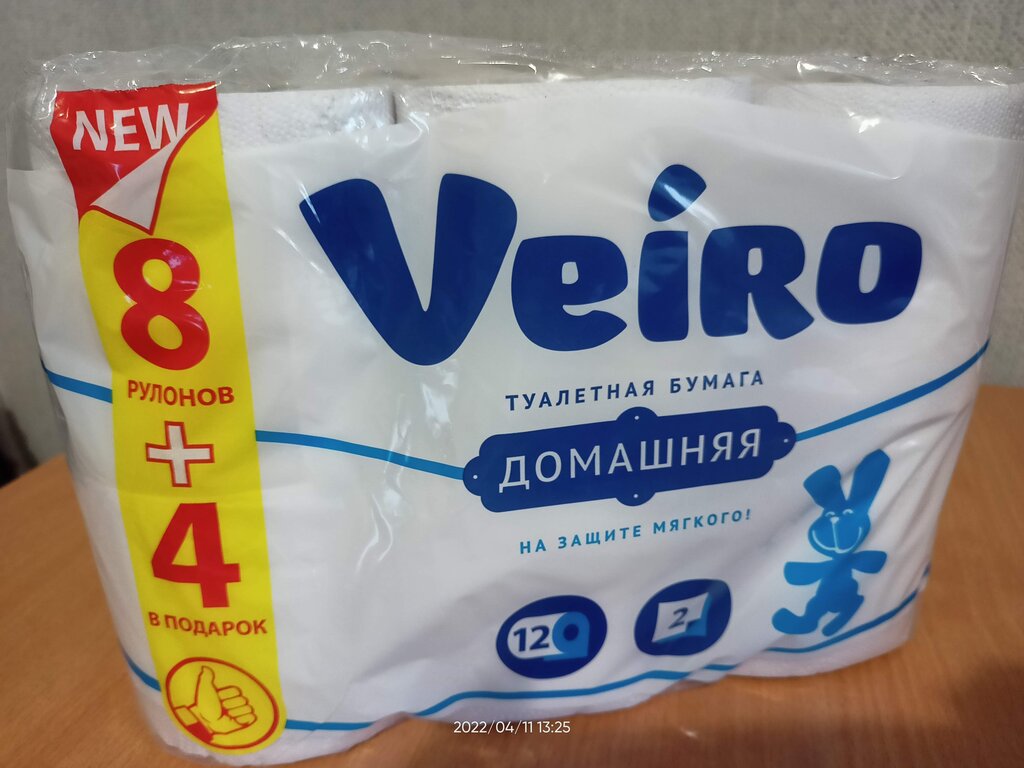 NEW
8
РУЛОНОВ
+
4
В ПОДАРОК
Veiro
ТУАЛЕТНАЯ БУМАГА
ДОМАШНЯЯ
НА ЗАЩИТЕ МЯГКОГО!
12
2
2022/04/11 13:25